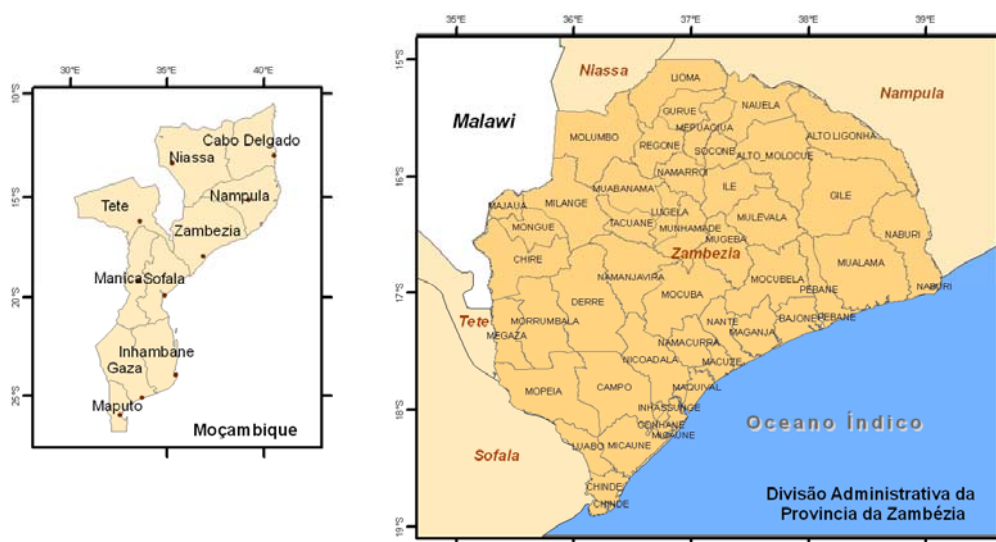 30°E 35°E 40°E
10°S
15°S
20°S
25°S
Cabo Delgado
Niassa
Nampula
Tete
Zambezia
Manica
Sofala
Inhambane
Gaza
Maputo
Moçambique
35°E 36°E 37°E 38°E 39°E
15°S
16°S
17°S
18°S
19°S
Niassa
Nampula
Malawi
LIOMA
GURUE
NAUELA
MEPUAGIUA
MOLUMBO
REGONE
SOCONE
ALTO LIGONHA
ALTO_MOLOCUE
NAMARROI
MUABANAMA
ILE
GILE
MAJAUA
MILANGE
LUGELA
TACUANE
MULEVALA
MONGUE
MUNHAMADE
MUGEBA
NABURI
Zambezia
CHIRE
MUALAMA
NAMANJAVIRA
MOCUBELA
PEBANE
NABURI
DERRE
MOCUBA
Tete
MORRUMBALA
NANTE
BAJONE
PEBANE
MEGAZA
MAGANJA
NAMACURRA
NICOADALA
MACUZE
MOPEIA
CAMPO
MAQUIVAL
INHASSUNGE
Oceano Índico
LUABO
MICAUNE
Sofala
CHINDE
CHINDE
Divisão Administrativa da
Provincia da Zambézia